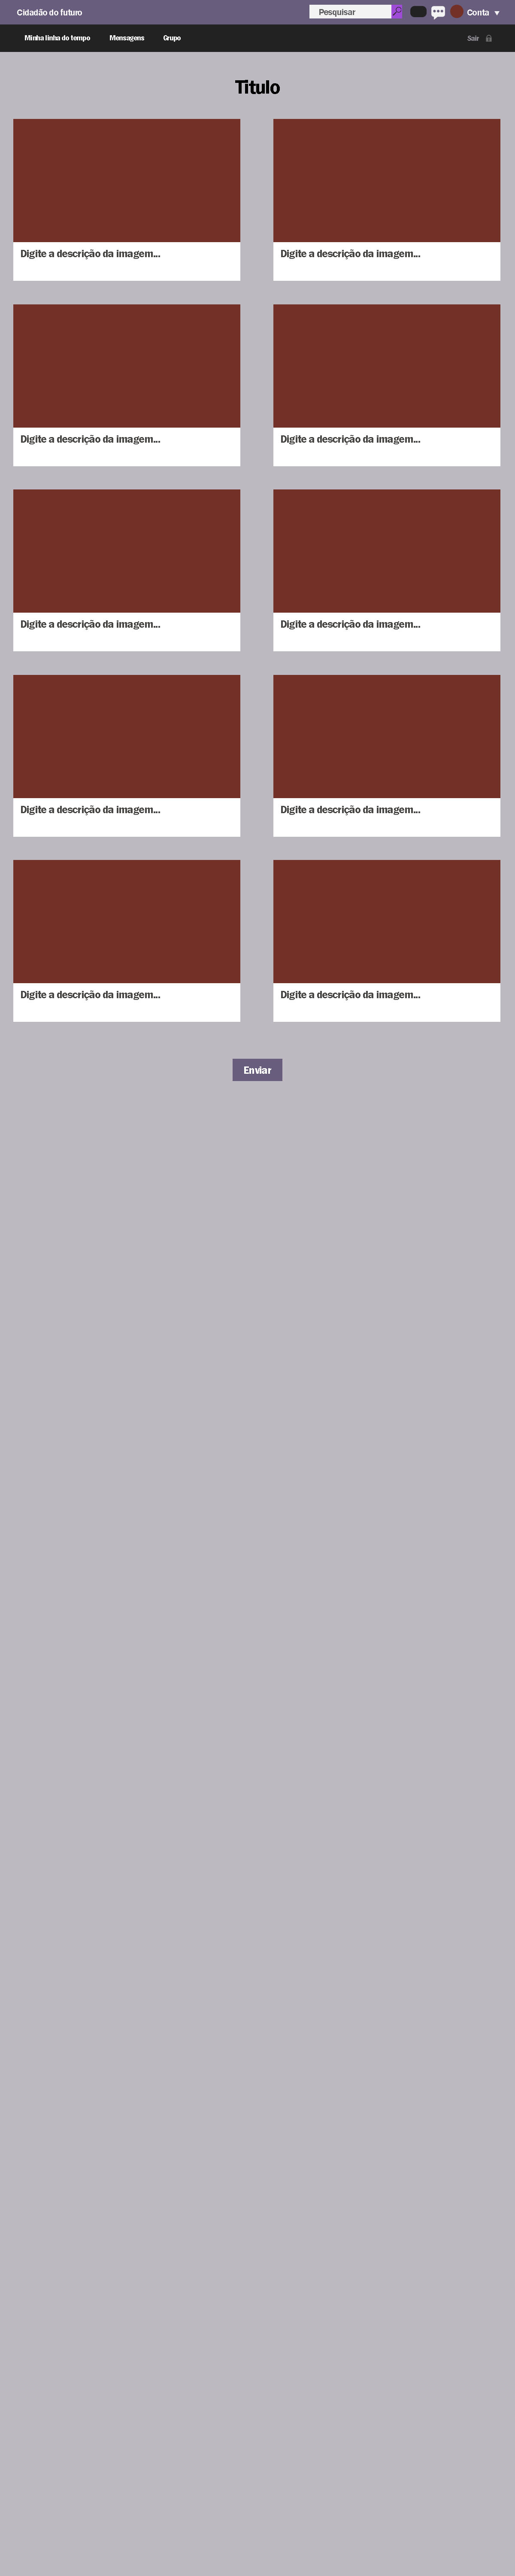 Cidadão do futuro
Pesquisar
Conta
Minha linha do tempo
Mensagens
Grupo
Sair
Titulo
Digite a descrição da imagem...
Digite a descrição da imagem...
Digite a descrição da imagem...
Digite a descrição da imagem...
Digite a descrição da imagem...
Digite a descrição da imagem...
Digite a descrição da imagem...
Digite a descrição da imagem...
Digite a descrição da imagem...
Digite a descrição da imagem...
Enviar